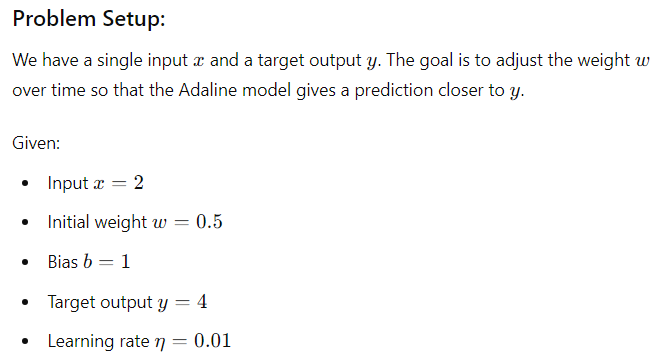 Problem Setup:
We have a single input x and a target output y. The goal is to adjust the weight w
over time so that the Adaline model gives a prediction closer to y.
Given:
• Input x = 2
• Initial weight w = 0.5
• Bias b = 1
• Target output y = 4
• Learning rate η = 0.01